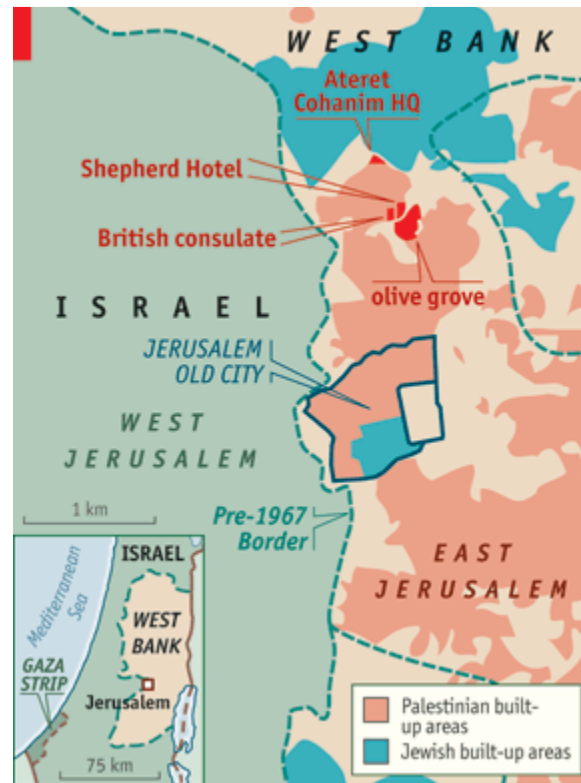 WEST BANK
Ateret
Cohanim HQ
Shepherd Hotel
British consulate
olive grove
ISRAEL
JERUSALEM
OLD CITY
WEST
JERUSALEM
1 km
Pre-1967
Border
EAST
JERUSALEM
ISRAEL
Mediterranean
Sea
WEST
BANK
GAZA
STRIP
Jerusalem
75 km
Palestinian built-
up areas
Jewish built-up areas